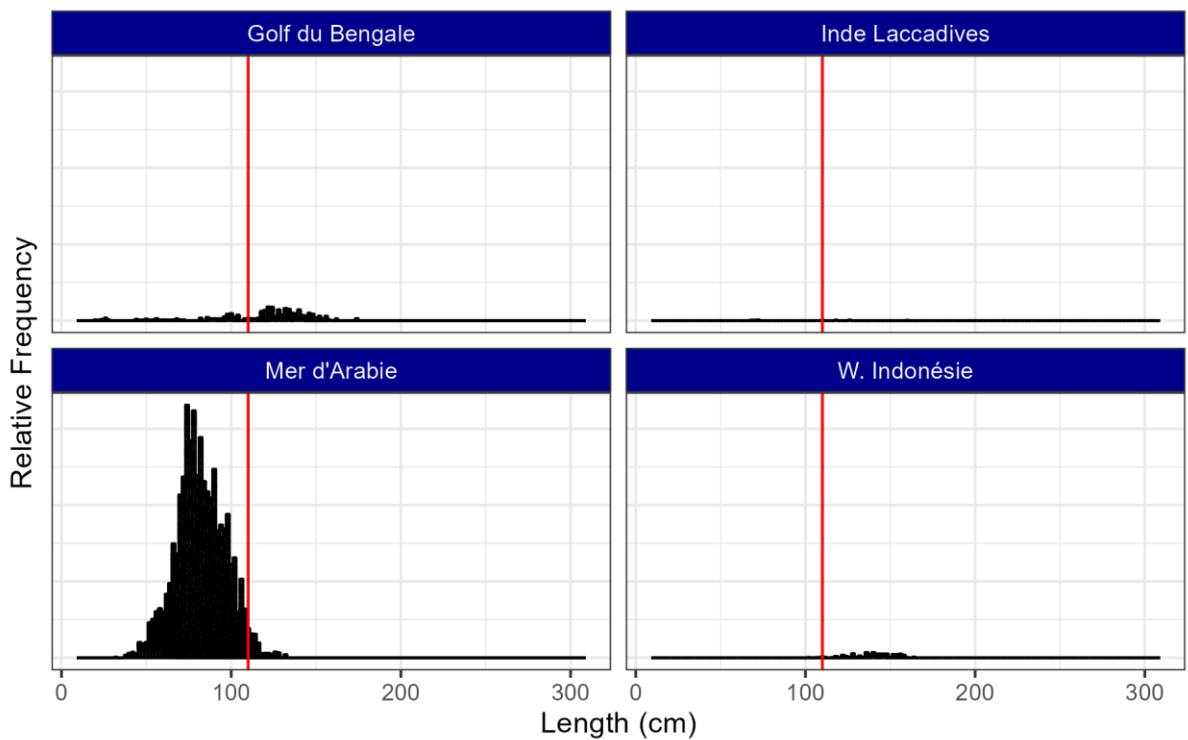 Golf du Bengale
Inde Laccadives
Mer d'Arabie
W. Indonésie
Relative Frequency
0 100 200 300
0 100 200 300
Length (cm)